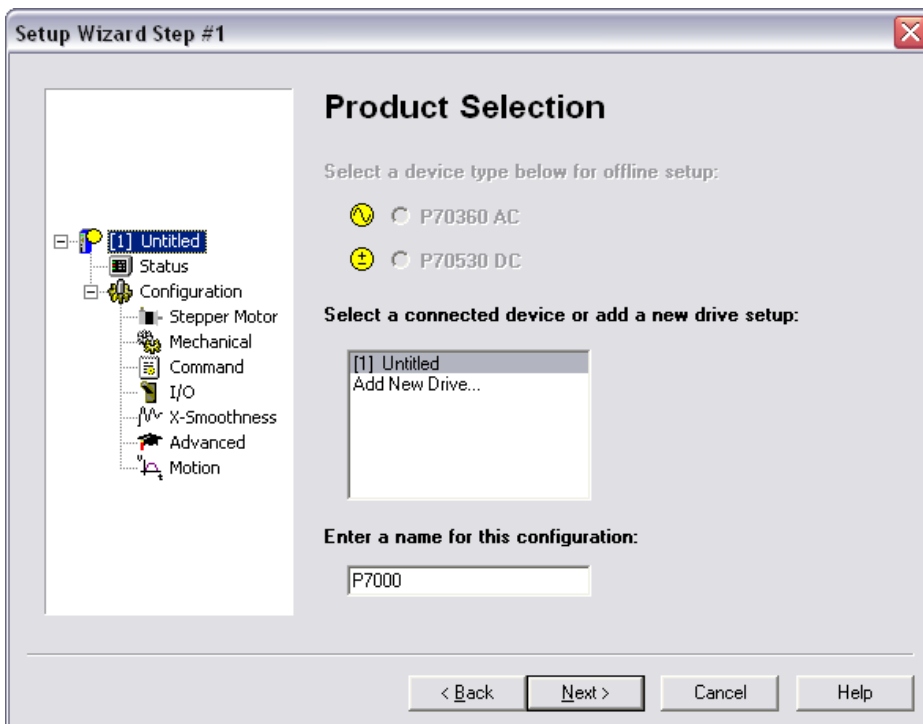 Setup Wizard Step #1
[1] Untitled
Status
Configuration
Stepper Motor
Mechanical
Command
I/O
X-Smoothness
Advanced
Motion
Product Selection
Select a device type below for offline setup:
P70360 AC
P70530 DC
Select a connected device or add a new drive setup:
[1] Untitled
Add New Drive...
Enter a name for this configuration:
P7000
< Back
Next >
Cancel
Help